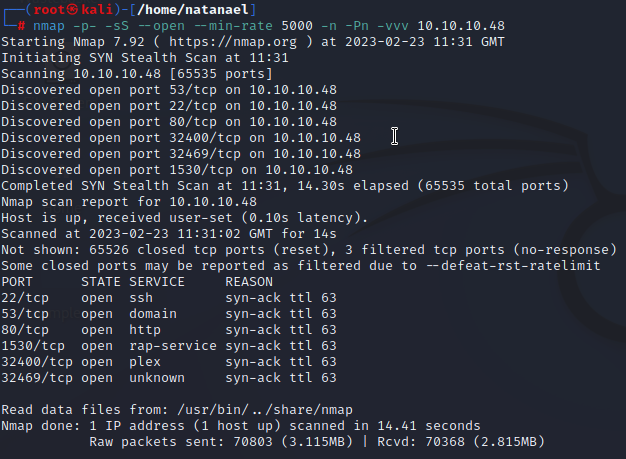 ┌──(root㉿kali)-[/home/natanael]
└─# nmap -p- -sS --open --min-rate 5000 -n -Pn -vvv 10.10.10.48
Starting Nmap 7.92 ( https://nmap.org ) at 2023-02-23 11:31 GMT
Initiating SYN Stealth Scan at 11:31
Scanning 10.10.10.48 [65535 ports]
Discovered open port 53/tcp on 10.10.10.48
Discovered open port 22/tcp on 10.10.10.48
Discovered open port 80/tcp on 10.10.10.48
Discovered open port 32400/tcp on 10.10.10.48
Discovered open port 32469/tcp on 10.10.10.48
Discovered open port 1530/tcp on 10.10.10.48
Completed SYN Stealth Scan at 11:31, 14.30s elapsed (65535 total ports)
Nmap scan report for 10.10.10.48
Host is up, received user-set (0.10s latency).
Scanned at 2023-02-23 11:31:02 GMT for 14s
Not shown: 65526 closed tcp ports (reset), 3 filtered tcp ports (no-response)
Some closed ports may be reported as filtered due to --defeat-rst-ratelimit
PORT      STATE SERVICE     REASON
22/tcp    open  ssh         syn-ack ttl 63
53/tcp    open  domain      syn-ack ttl 63
80/tcp    open  http        syn-ack ttl 63
1530/tcp  open  rap-service syn-ack ttl 63
32400/tcp open  plex        syn-ack ttl 63
32469/tcp open  unknown     syn-ack ttl 63
Read data files from: /usr/bin/../share/nmap
Nmap done: 1 IP address (1 host up) scanned in 14.41 seconds
Raw packets sent: 70803 (3.115MB) | Rcvd: 70368 (2.815MB)